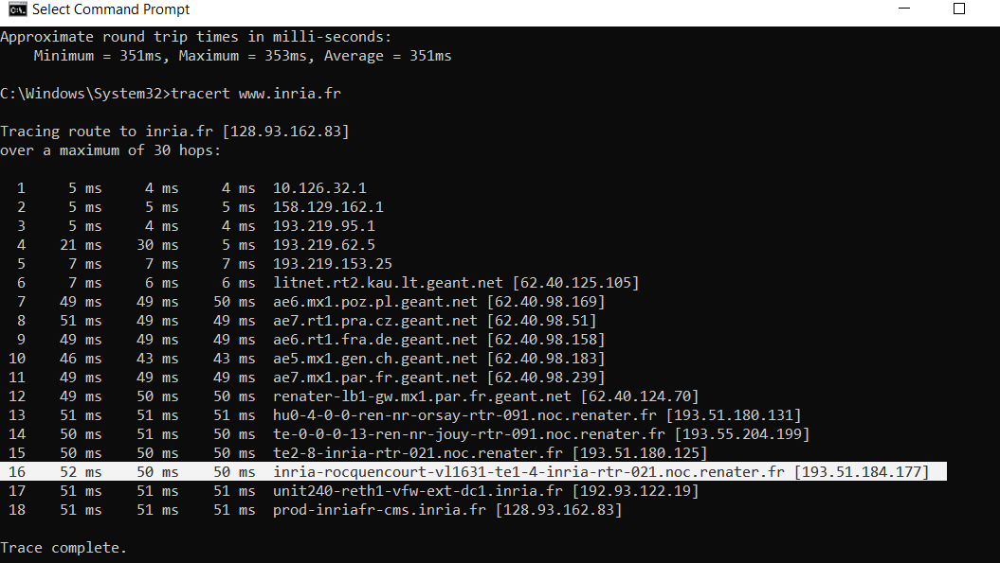 Select Command Prompt
Approximate round trip times in milli-seconds:
    Minimum = 351ms, Maximum = 353ms, Average = 351ms
C:\Windows\System32>tracert www.inria.fr
Tracing route to inria.fr [128.93.162.83]
over a maximum of 30 hops:
  1     5 ms     4 ms     4 ms  10.126.32.1
  2     5 ms     5 ms     5 ms  158.129.162.1
  3     5 ms     4 ms     4 ms  193.219.95.1
  4    21 ms    30 ms     5 ms  193.219.62.5
  5     7 ms     7 ms     7 ms  193.219.153.25
  6     7 ms     6 ms     6 ms  litnet.rt2.kau.lt.geant.net [62.40.125.105]
  7    49 ms    49 ms    50 ms  ae6.mx1.poz.pl.geant.net [62.40.98.169]
  8    51 ms    49 ms    49 ms  ae7.rt1.pra.cz.geant.net [62.40.98.51]
  9    49 ms    49 ms    49 ms  ae6.rt1.fra.de.geant.net [62.40.98.158]
 10    46 ms    43 ms    43 ms  ae5.mx1.gen.ch.geant.net [62.40.98.183]
 11    49 ms    49 ms    49 ms  ae7.mx1.par.fr.geant.net [62.40.98.239]
 12    49 ms    50 ms    50 ms  renater-lb1-gw.mx1.par.fr.geant.net [62.40.124.70]
 13    51 ms    51 ms    51 ms  hu0-4-0-0-ren-nr-orsay-rtr-091.noc.renater.fr [193.51.180.131]
 14    50 ms    51 ms    50 ms  te-0-0-0-13-ren-nr-jouy-rtr-091.noc.renater.fr [193.55.204.199]
 15    50 ms    50 ms    50 ms  te2-8-inria-rtr-021.noc.renater.fr [193.51.180.125]
 16    52 ms    50 ms    50 ms  inria-rocquencourt-vl1631-te1-4-inria-rtr-021.noc.renater.fr [193.51.184.177]
 17    51 ms    51 ms    51 ms  unit240-reth1-vfw-ext-dc1.inria.fr [192.93.122.19]
 18    51 ms    51 ms    51 ms  prod-inriafr-cms.inria.fr [128.93.162.83]
Trace complete.